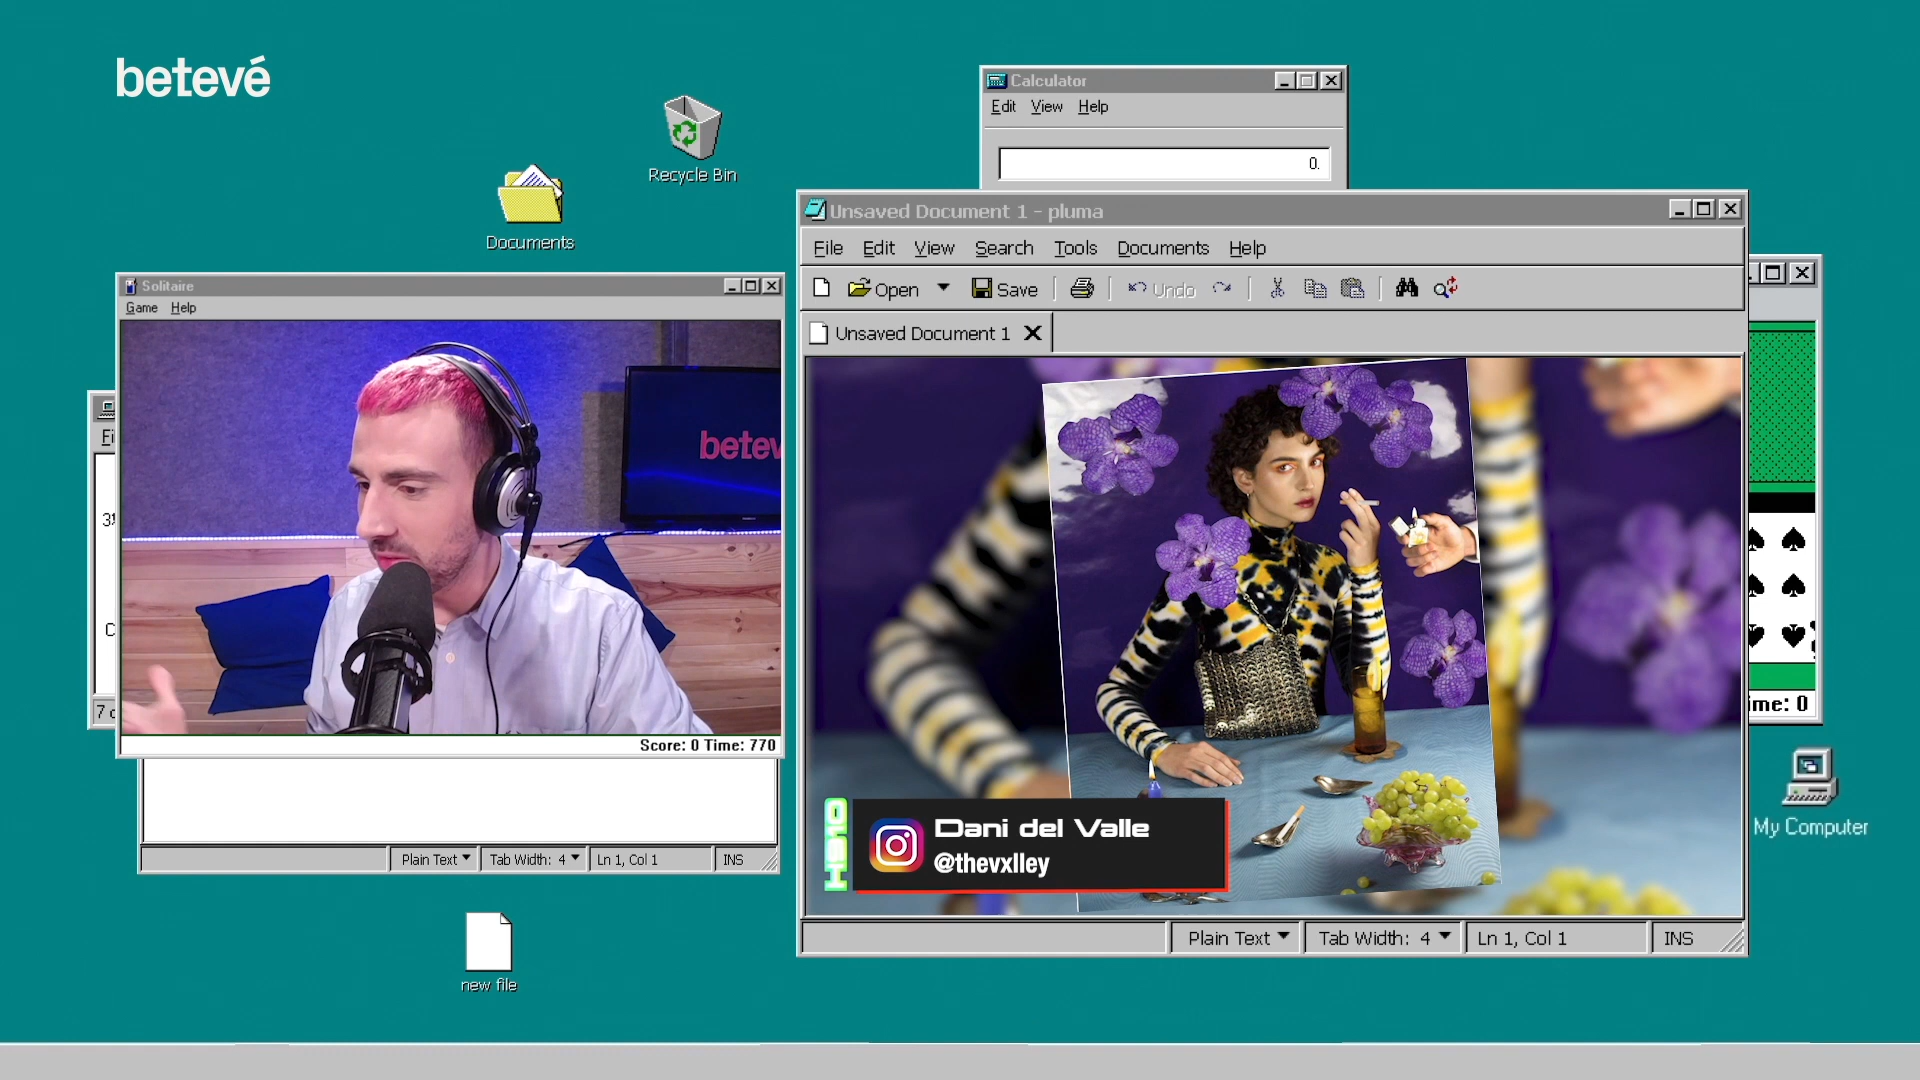 betevé
Recycle Bin
Documents
Calculator
Edit View Help
0.
Unsaved Document 1 - pluma
File Edit View Search Tools Documents Help
Open Save Undo
Unsaved Document 1
Solitaire
Game Help
betev
Score: 0 Time: 770
Plain Text Tab Width: 4 Ln 1, Col 1 INS
new file
Dani del Valle
@thevxlley
Plain Text Tab Width: 4 Ln 1, Col 1 INS
me: 0
My Computer